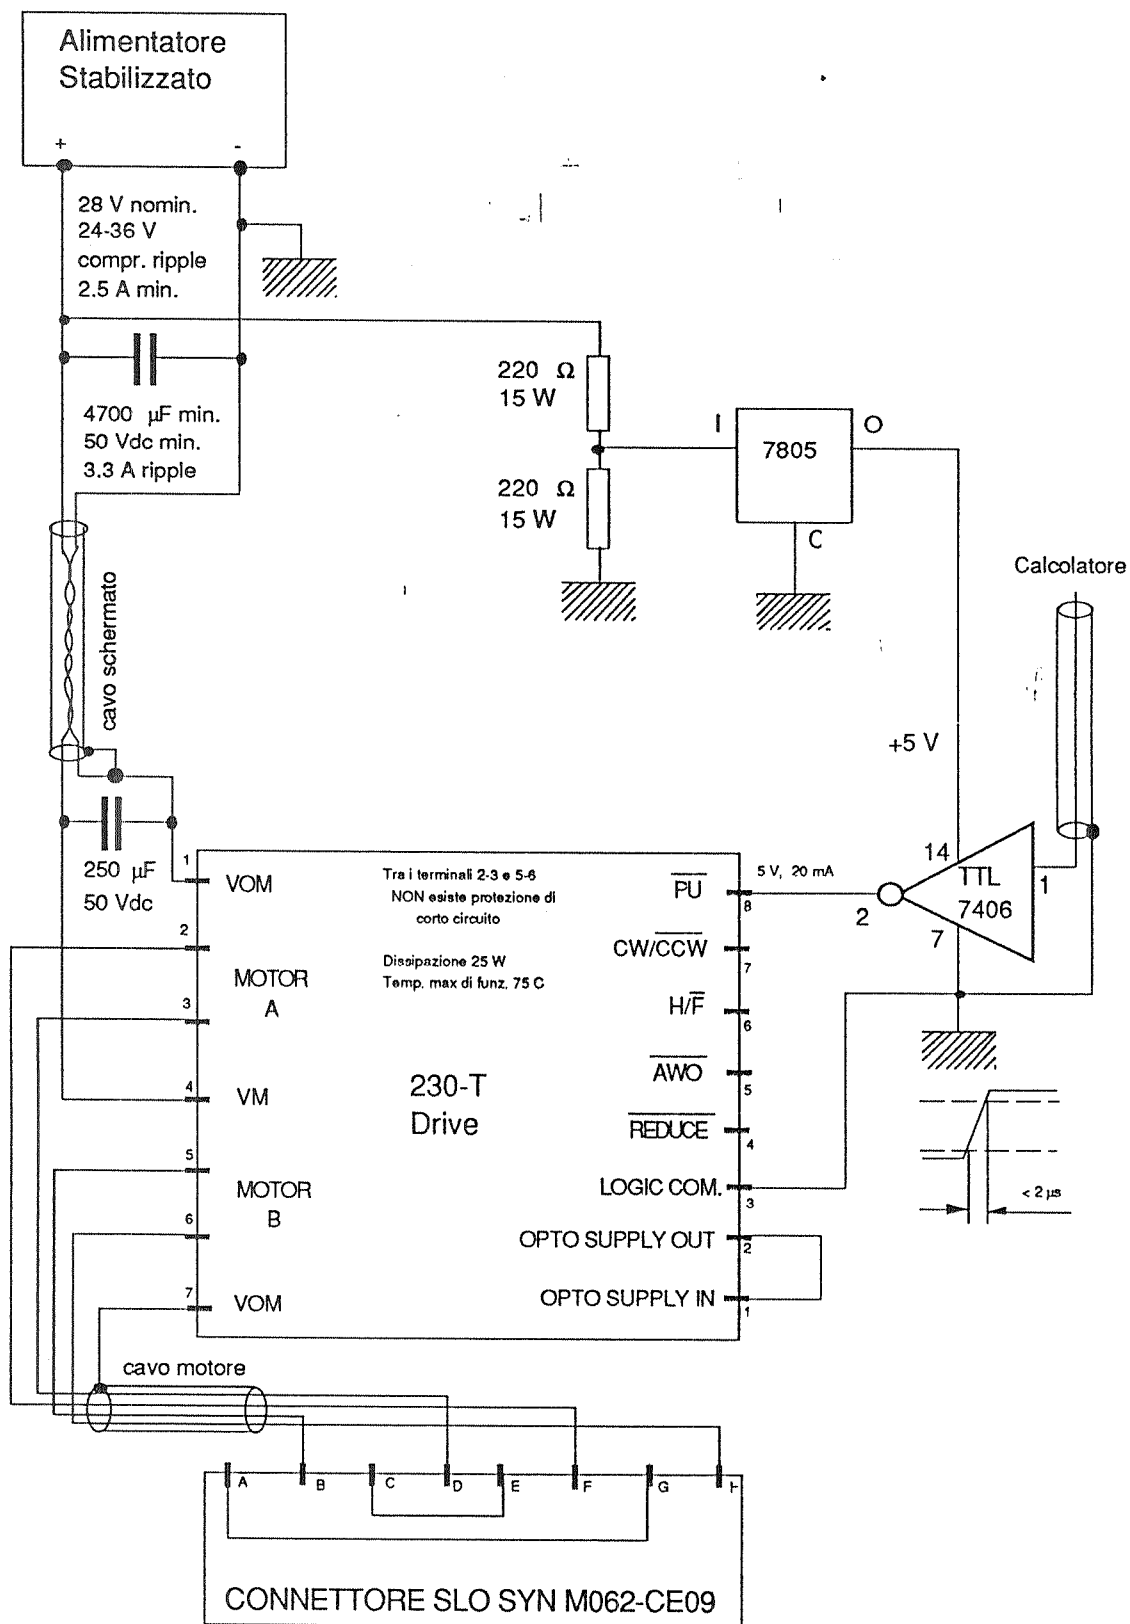 Alimentatore
Stabilizzato
+ -
28 V nomin.
24-36 V
compr. ripple
2.5 A min.
4700 µF min.
50 Vdc min.
3.3 A ripple
220 Ω
15 W
220 Ω
15 W
I
7805
O
C
cavo schermato
Calcolatore
+5 V
250 µF
50 Vdc
14
TTL
7406
1
2
7
5 V, 20 mA
Tra i terminali 2-3 e 5-6
NON esiste protezione di
corto circuito
Dissipazione 25 W
Temp. max di funz. 75 C
230-T
Drive
1
VOM
2
MOTOR
A
3
4
VM
5
MOTOR
B
6
7
VOM
PU
8
CW/CCW
7
H/F
6
AWO
5
REDUCE
4
LOGIC COM.
3
OPTO SUPPLY OUT
2
OPTO SUPPLY IN
1
< 2 µs
cavo motore
A B C D E F G H
CONNETTORE SLO SYN M062-CE09